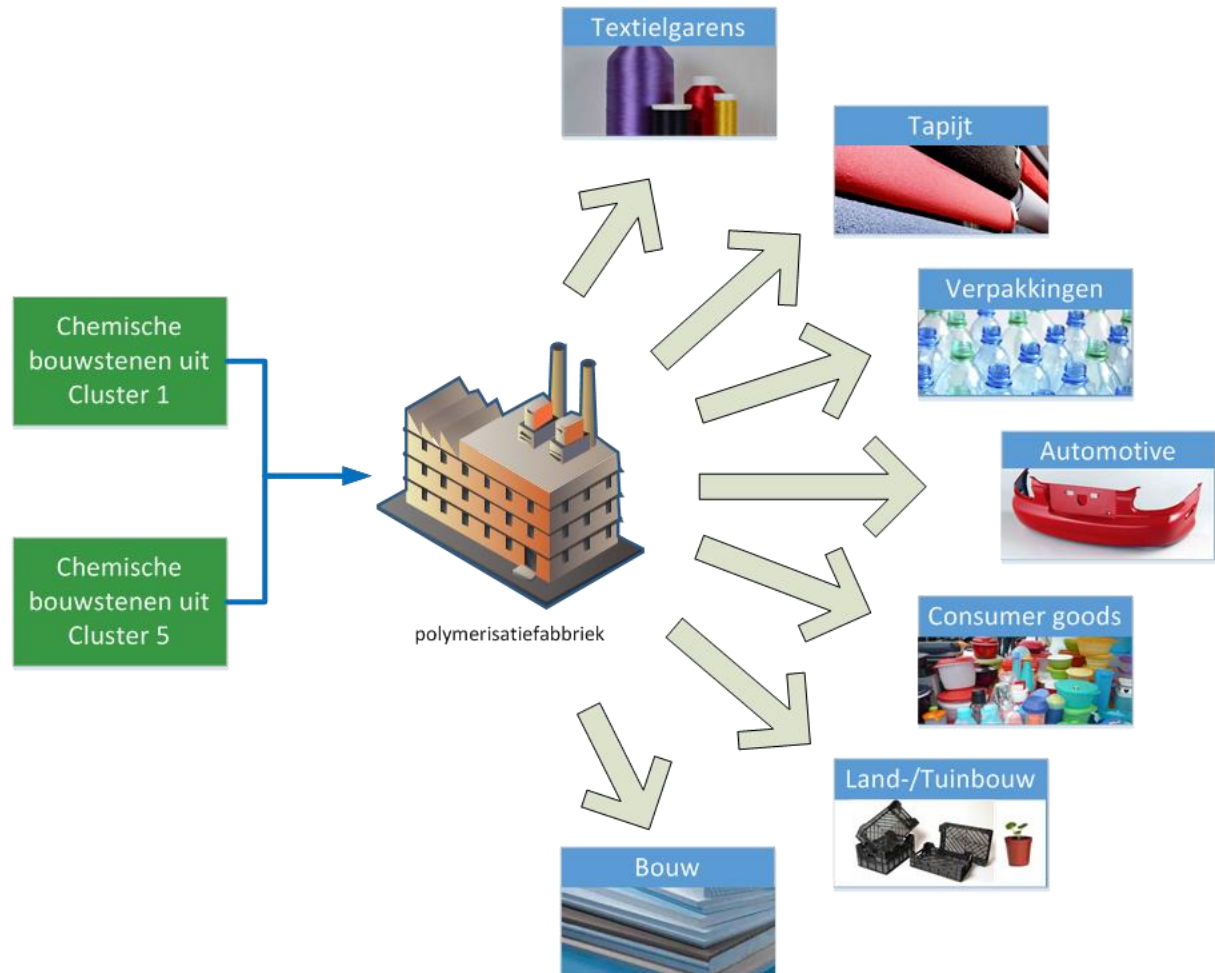 Textielgarens
Tapijt
Verpakkingen
Chemische
bouwstenen uit
Cluster 1
Automotive
Chemische
bouwstenen uit
Cluster 5
polymerisatiefabbriek
Consumer goods
Land-/Tuinbouw
Bouw